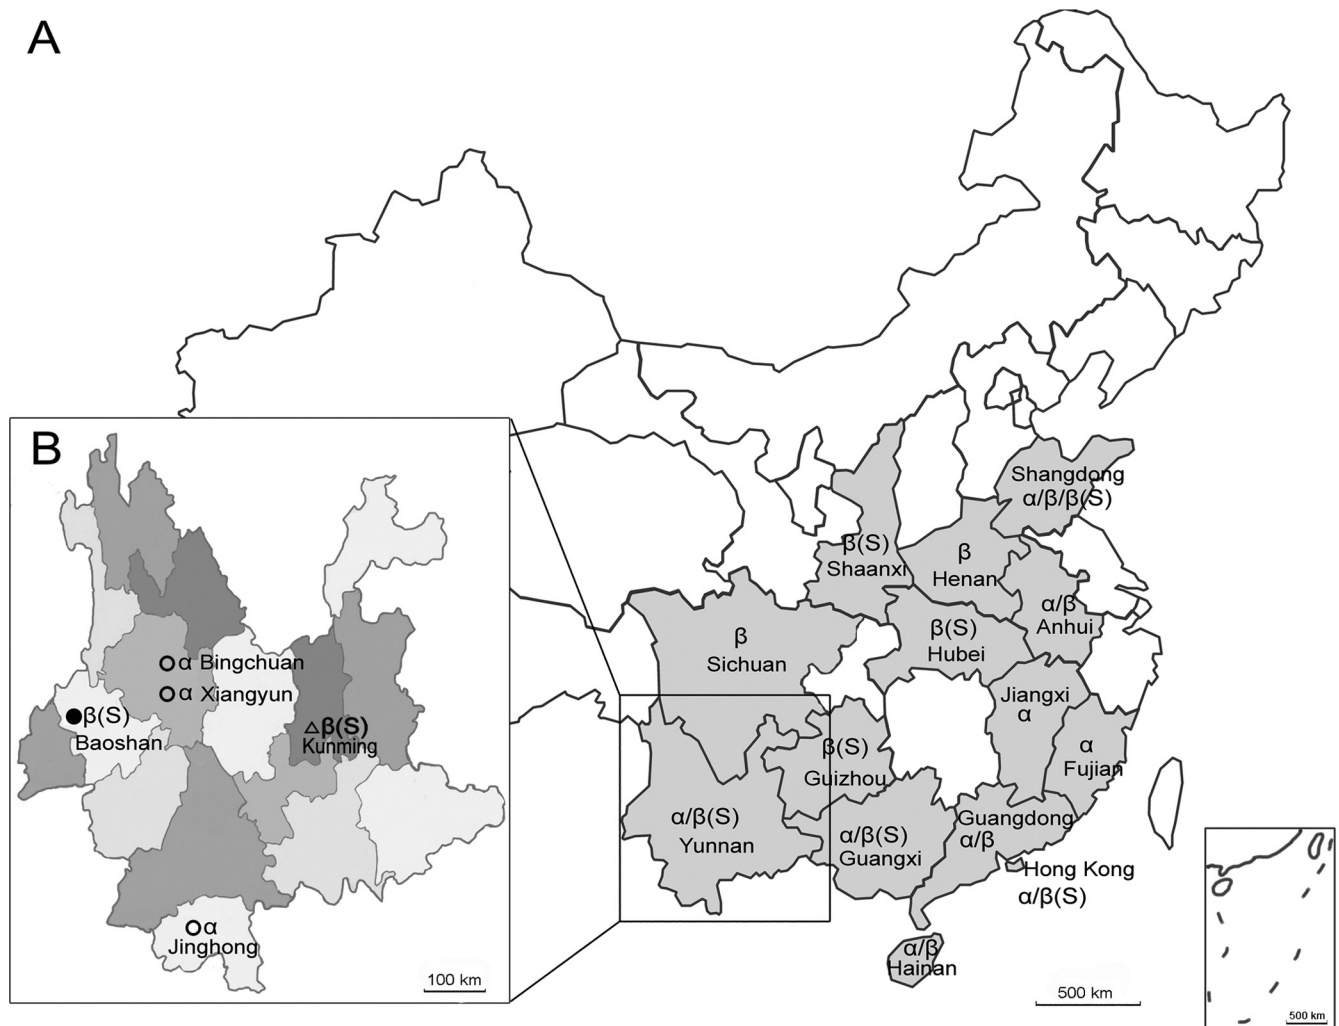 A
Shangdong
α/β/β(S)
β(S)
Shaanxi
β
Henan
α/β
Anhui
β
Sichuan
β(S)
Hubei
Jiangxi
α
α
Fujian
β(S)
Guizhou
α/β(S)
Yunnan
α/β(S)
Guangxi
Guangdong
α/β
Hong Kong
α/β(S)
α/β
Hainan
500 km
500 km
B
α Bingchuan
α Xiangyun
β(S)
Baoshan
β(S)
Kunming
α
Jinghong
100 km